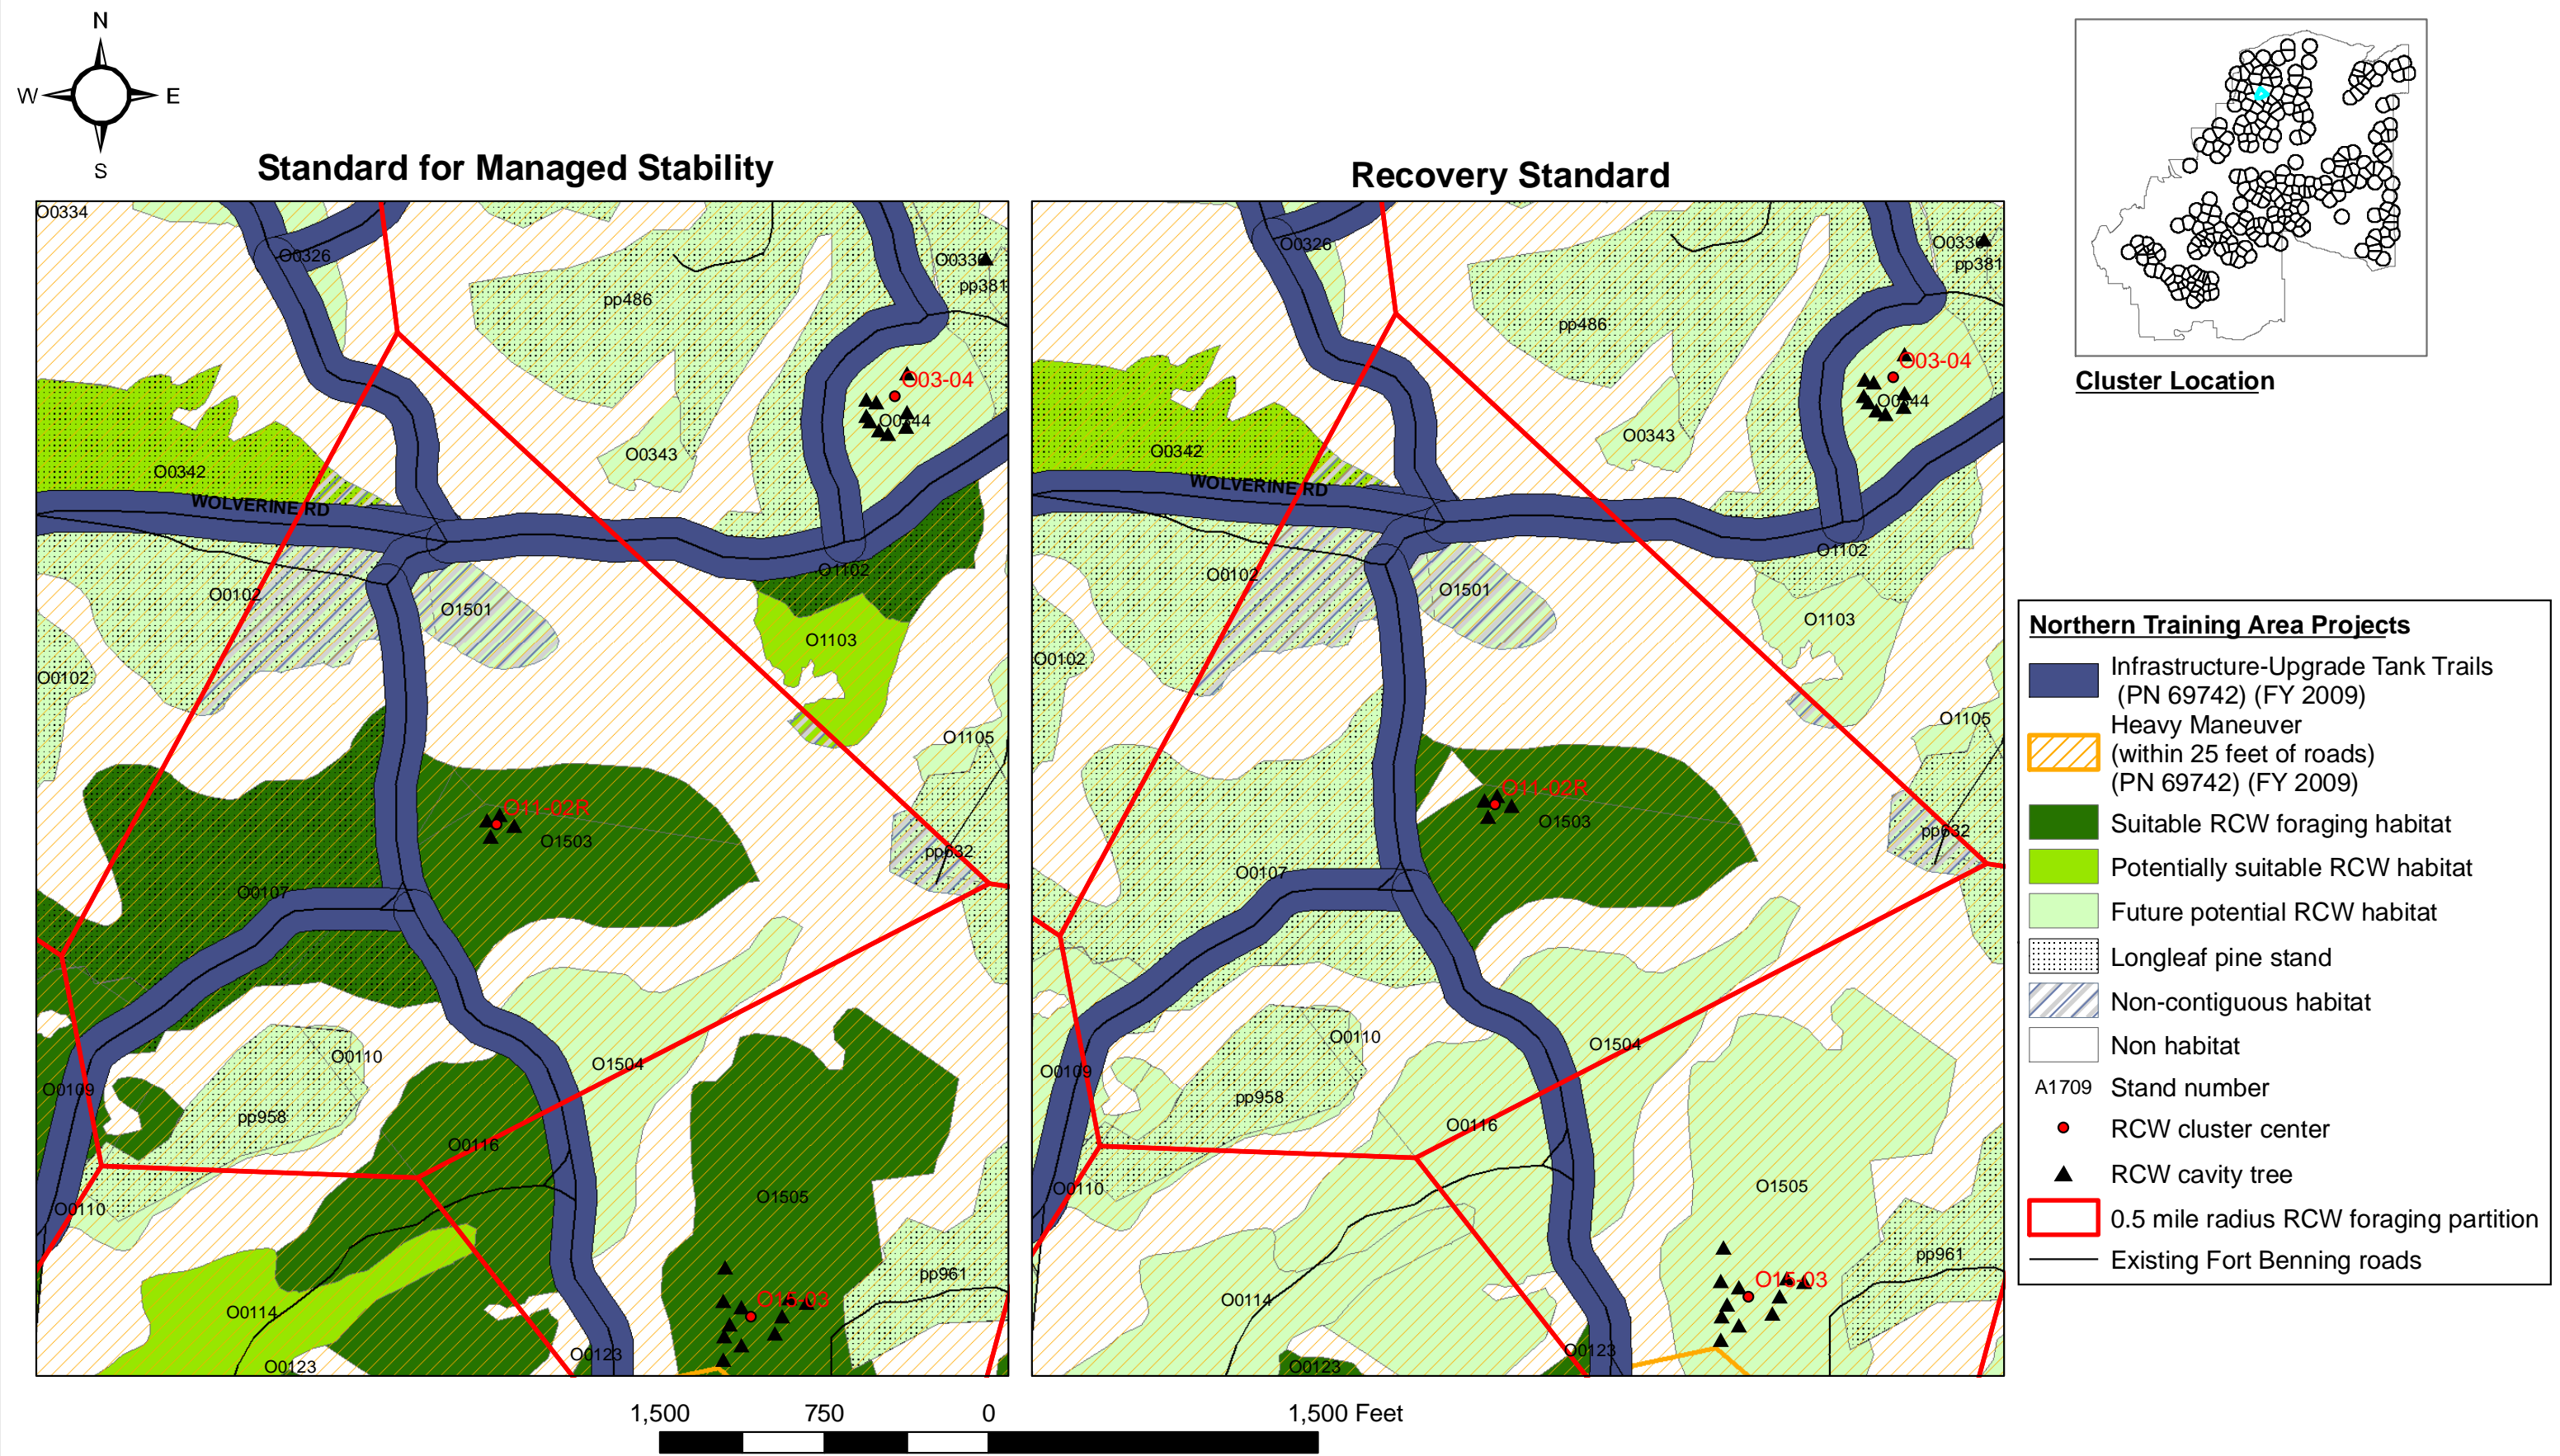 N
W
E
S
Standard for Managed Stability
Recovery Standard
Cluster Location
O0334
O0326
pp486
pp381
O03-04
O0344
O0343
O0342
WOLVERINE RD
O0102
O1501
O1102
O1103
O0102
O1105
O11-02R
O1503
pp632
O0107
O0110
O1504
O0109
pp958
O0116
O0110
O1505
pp961
O15-03
O0114
O0123
O0123
O0326
pp381
pp486
O03-04
O0344
O0343
O0342
WOLVERINE RD
O1102
O0102
O1501
O1103
O0102
O1105
O11-02R
O1503
pp632
O0107
O0110
O1504
O0109
pp958
O0116
O0110
O1505
pp961
O15-03
O0114
O0123
O0123
Northern Training Area Projects
Infrastructure-Upgrade Tank Trails
(PN 69742) (FY 2009)
Heavy Maneuver
(within 25 feet of roads)
(PN 69742) (FY 2009)
Suitable RCW foraging habitat
Potentially suitable RCW habitat
Future potential RCW habitat
Longleaf pine stand
Non-contiguous habitat
Non habitat
A1709 Stand number
RCW cluster center
RCW cavity tree
0.5 mile radius RCW foraging partition
Existing Fort Benning roads
1,500 750 0 1,500 Feet